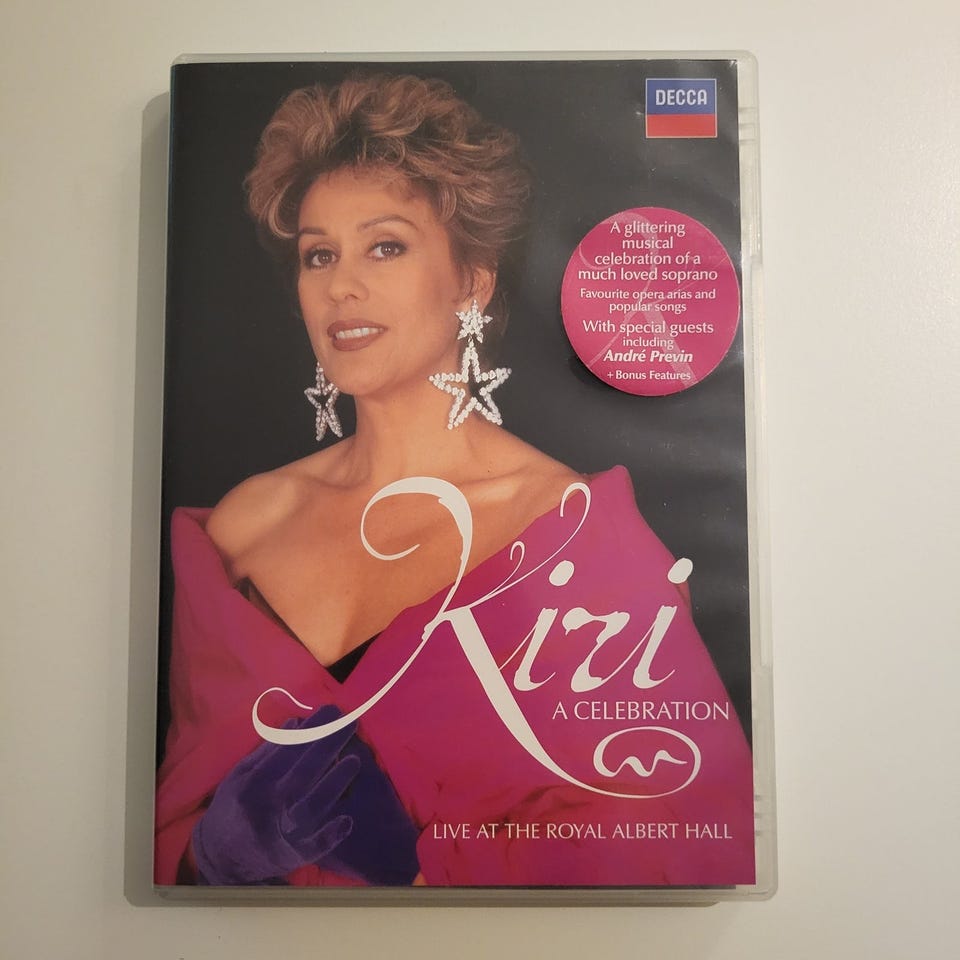 DECCA
A glittering
musical
celebration of a
much loved soprano
Favourite opera arias and
popular songs
With special guests
including
André Previn
+ Bonus Features
Kiri
A CELEBRATION
LIVE AT THE ROYAL ALBERT HALL